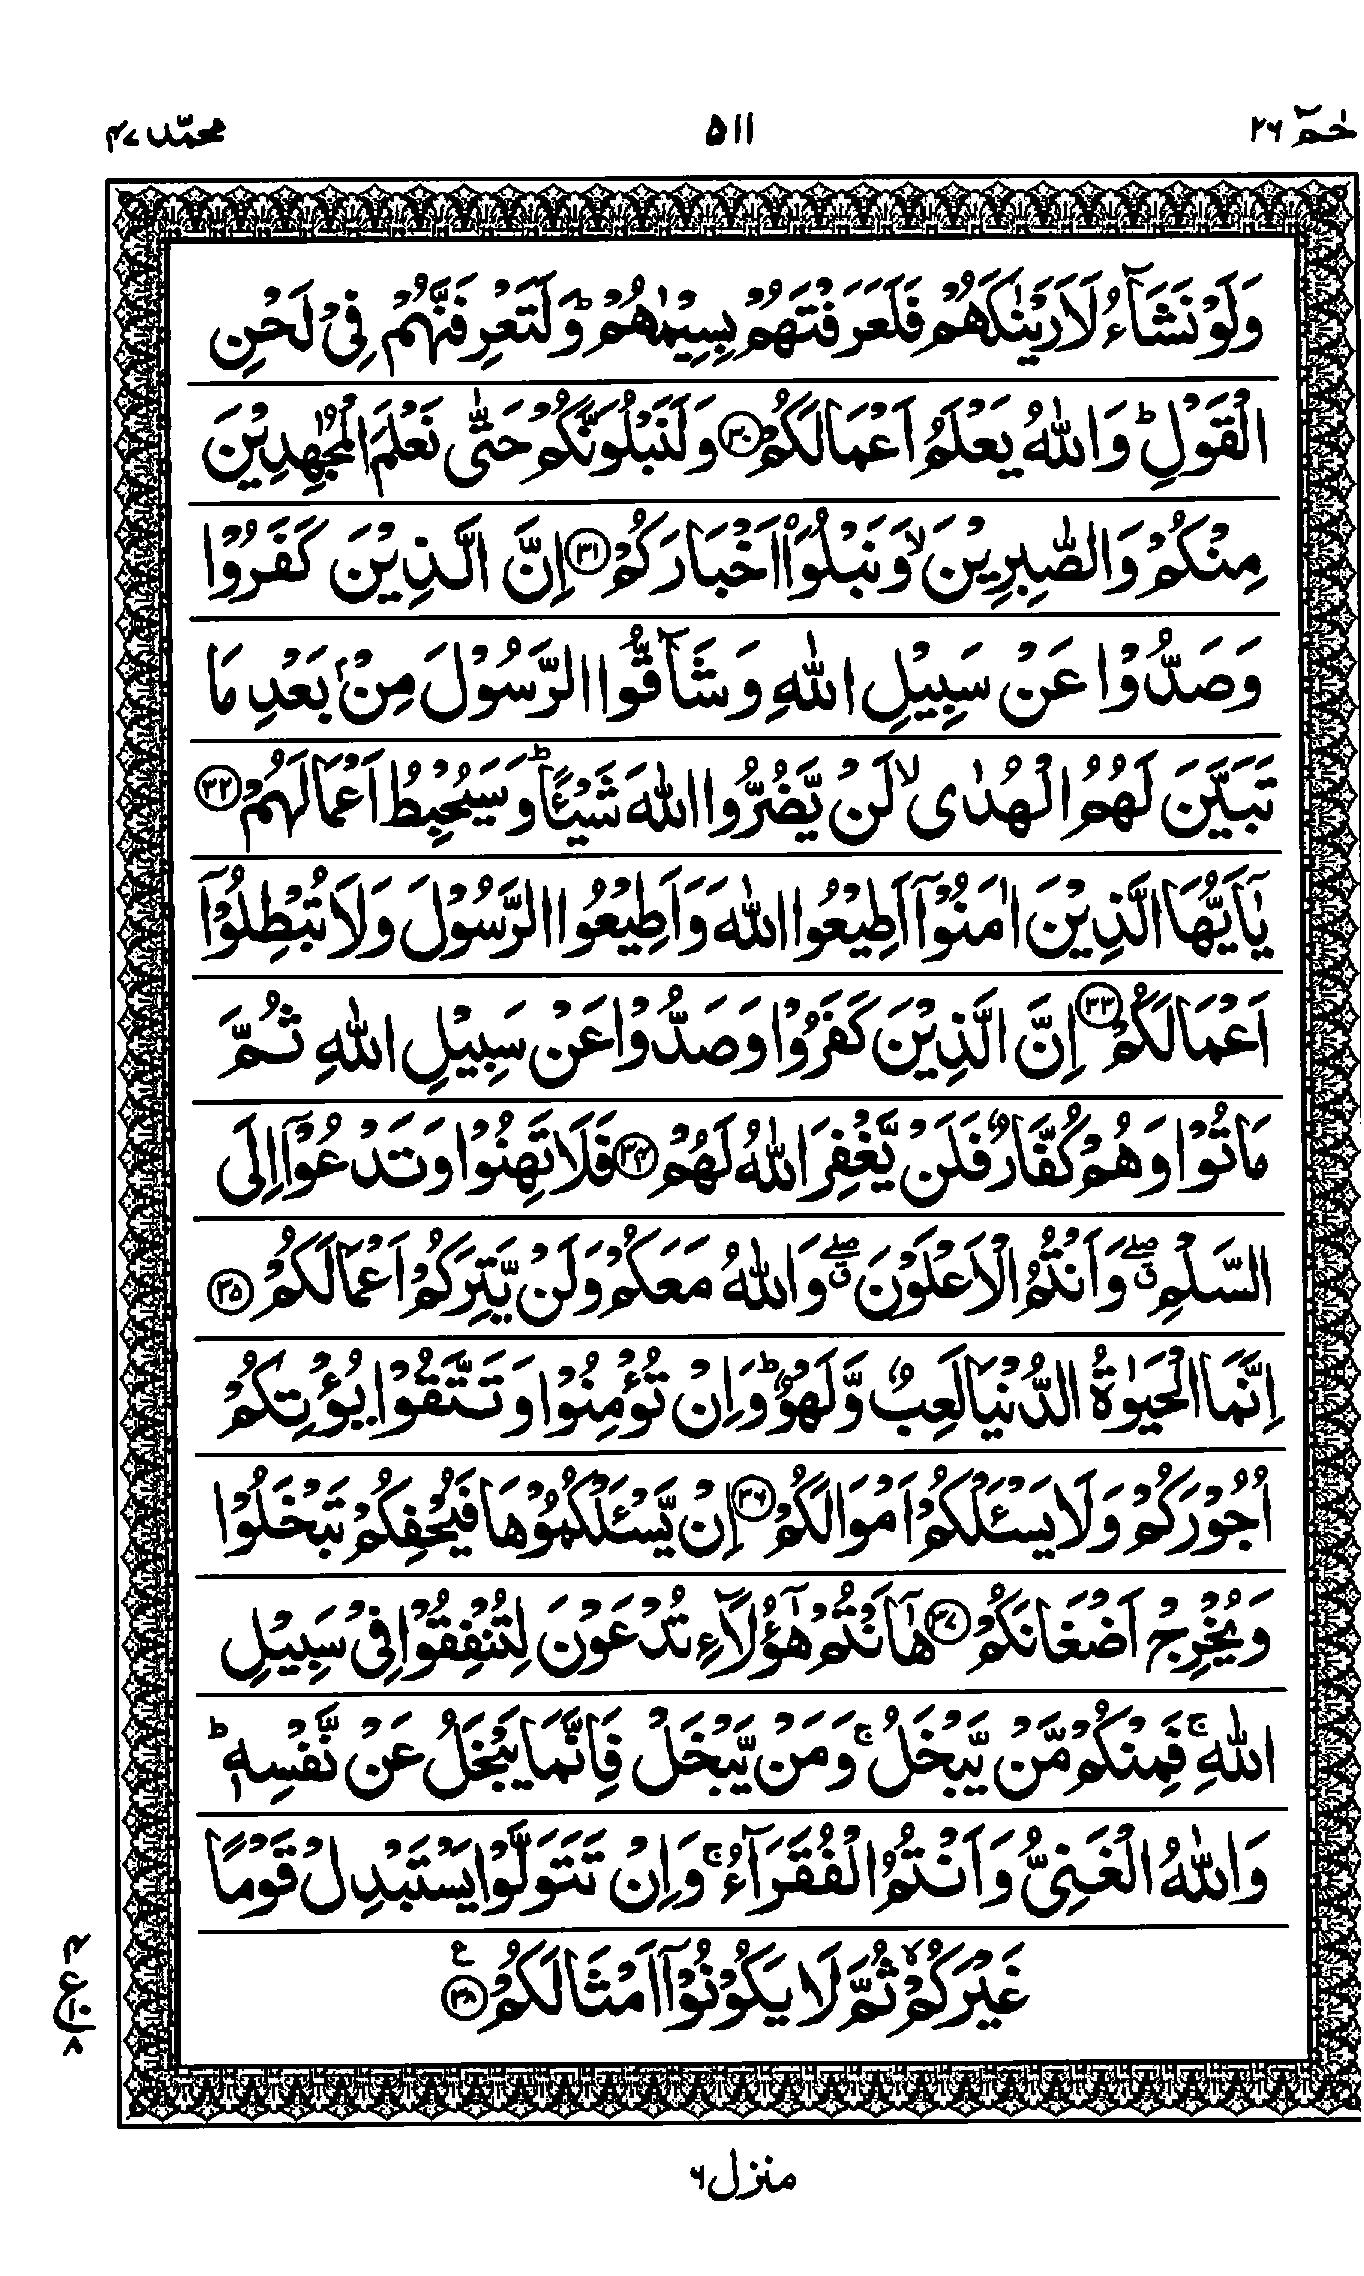 حٰمٓ ٢٦
٥١١
محمّد ٤٧
وَلَوْ نَشَآءُ لَاَرَيْنٰكَهُمْ فَلَعَرَفْتَهُمْ بِسِيْمٰهُمْ ؕ وَلَتَعْرِفَنَّهُمْ فِيْ لَحْنِ
الْقَوْلِ ؕ وَاللّٰهُ يَعْلَمُ اَعْمَالَكُمْ ﴿٣٠﴾ وَلَنَبْلُوَنَّكُمْ حَتّٰى نَعْلَمَ الْمُجٰهِدِيْنَ
مِنْكُمْ وَالصّٰبِرِيْنَ ۙ وَنَبْلُوَا۟ اَخْبَارَكُمْ ﴿٣١﴾ اِنَّ الَّذِيْنَ كَفَرُوْا
وَصَدُّوْا عَنْ سَبِيْلِ اللّٰهِ وَشَآقُّوا الرَّسُوْلَ مِنْۢ بَعْدِ مَا
تَبَيَّنَ لَهُمُ الْهُدٰى ۙ لَنْ يَّضُرُّوا اللّٰهَ شَيْـًٔا ؕ وَسَيُحْبِطُ اَعْمَالَهُمْ ﴿٣٢﴾
يٰۤاَيُّهَا الَّذِيْنَ اٰمَنُوْۤا اَطِيْعُوا اللّٰهَ وَاَطِيْعُوا الرَّسُوْلَ وَلَا تُبْطِلُوْۤا
اَعْمَالَكُمْ ﴿٣٣﴾ اِنَّ الَّذِيْنَ كَفَرُوْا وَصَدُّوْا عَنْ سَبِيْلِ اللّٰهِ ثُمَّ
مَاتُوْا وَهُمْ كُفَّارٌ فَلَنْ يَّغْفِرَ اللّٰهُ لَهُمْ ﴿٣٤﴾ فَلَا تَهِنُوْا وَتَدْعُوْۤا اِلَى
السَّلْمِ ۖۗ وَاَنْتُمُ الْاَعْلَوْنَ ۖۗ وَاللّٰهُ مَعَكُمْ وَلَنْ يَّتِرَكُمْ اَعْمَالَكُمْ ﴿٣٥﴾
اِنَّمَا الْحَيٰوةُ الدُّنْيَا لَعِبٌ وَّلَهْوٌ ؕ وَاِنْ تُؤْمِنُوْا وَتَتَّقُوْا يُؤْتِكُمْ
اُجُوْرَكُمْ وَلَا يَسْـَٔلْكُمْ اَمْوَالَكُمْ ﴿٣٦﴾ اِنْ يَّسْـَٔلْكُمُوْهَا فَيُحْفِكُمْ تَبْخَلُوْا
وَيُخْرِجْ اَضْغَانَكُمْ ﴿٣٧﴾ هٰۤاَنْتُمْ هٰۤؤُلَآءِ تُدْعَوْنَ لِتُنْفِقُوْا فِيْ سَبِيْلِ
اللّٰهِ ۚ فَمِنْكُمْ مَّنْ يَّبْخَلُ ۚ وَمَنْ يَّبْخَلْ فَاِنَّمَا يَبْخَلُ عَنْ نَّفْسِهٖ ؕ
وَاللّٰهُ الْغَنِيُّ وَاَنْتُمُ الْفُقَرَآءُ ۚ وَاِنْ تَتَوَلَّوْا يَسْتَبْدِلْ قَوْمًا
غَيْرَكُمْ ۙ ثُمَّ لَا يَكُوْنُوْۤا اَمْثَالَكُمْ ﴿٣٨﴾ ع
٤
ع ١٠
٨
منزل ٦